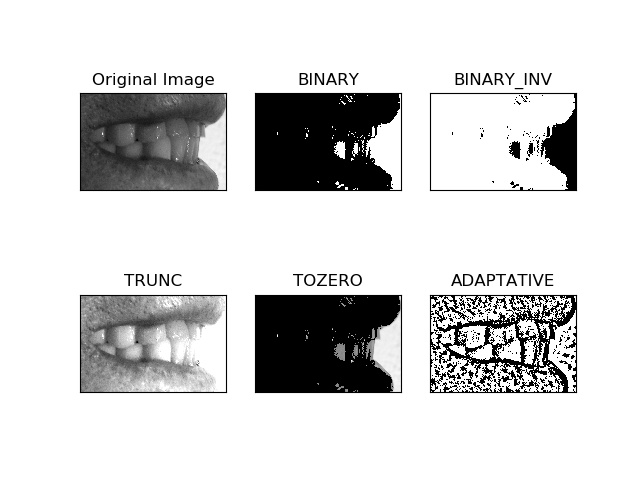 Original Image
BINARY
BINARY_INV
TRUNC
TOZERO
ADAPTATIVE